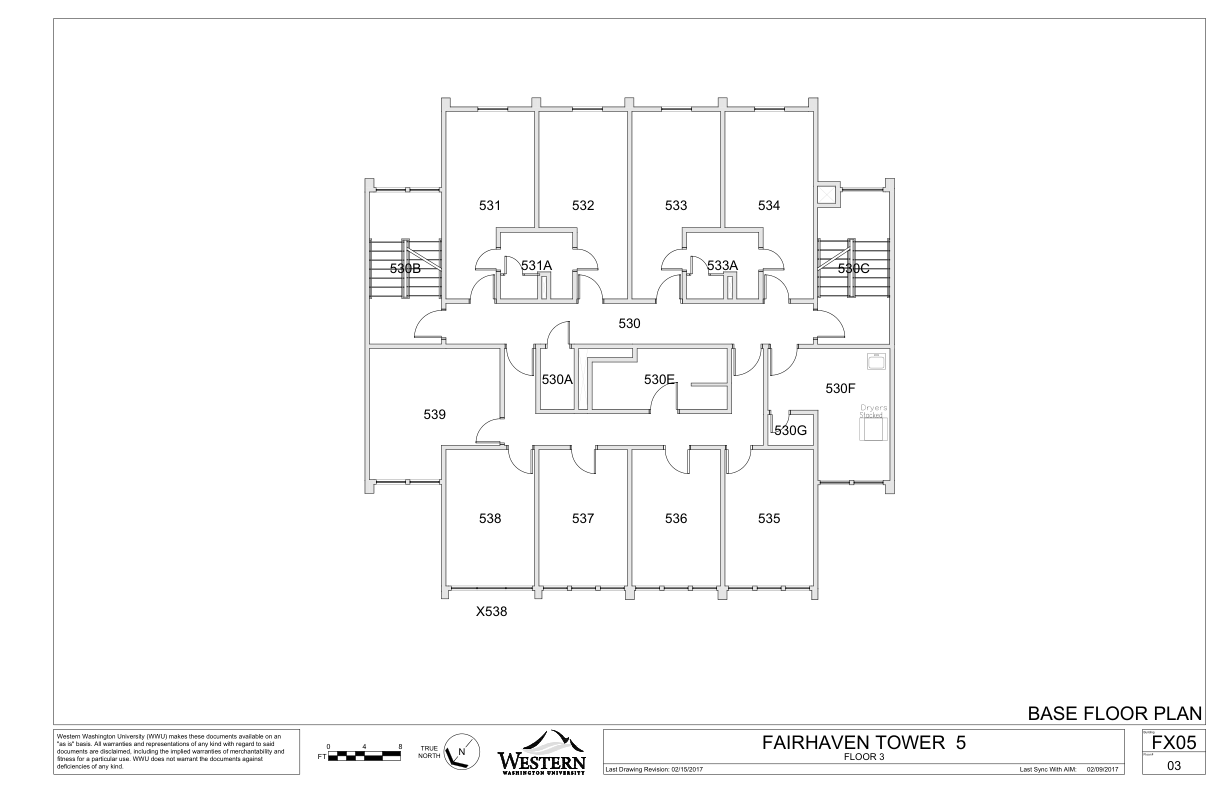 531
532
533
534
530B
531A
533A
530C
530
530A
530E
530F
539
Dryers
Stacked
530G
538
537
536
535
X538
BASE FLOOR PLAN
Western Washington University (WWU) makes these documents available on an
"as is" basis. All warranties and representations of any kind with regard to said
documents are disclaimed, including the implied warranties of merchantability and
fitness for a particular use. WWU does not warrant the documents against
deficiencies of any kind.
0 4 8
FT
TRUE
NORTH
N
WESTERN
WASHINGTON UNIVERSITY
FAIRHAVEN TOWER 5
FLOOR 3
Last Drawing Revision: 02/15/2017
Last Sync With AIM: 02/09/2017
FX05
03